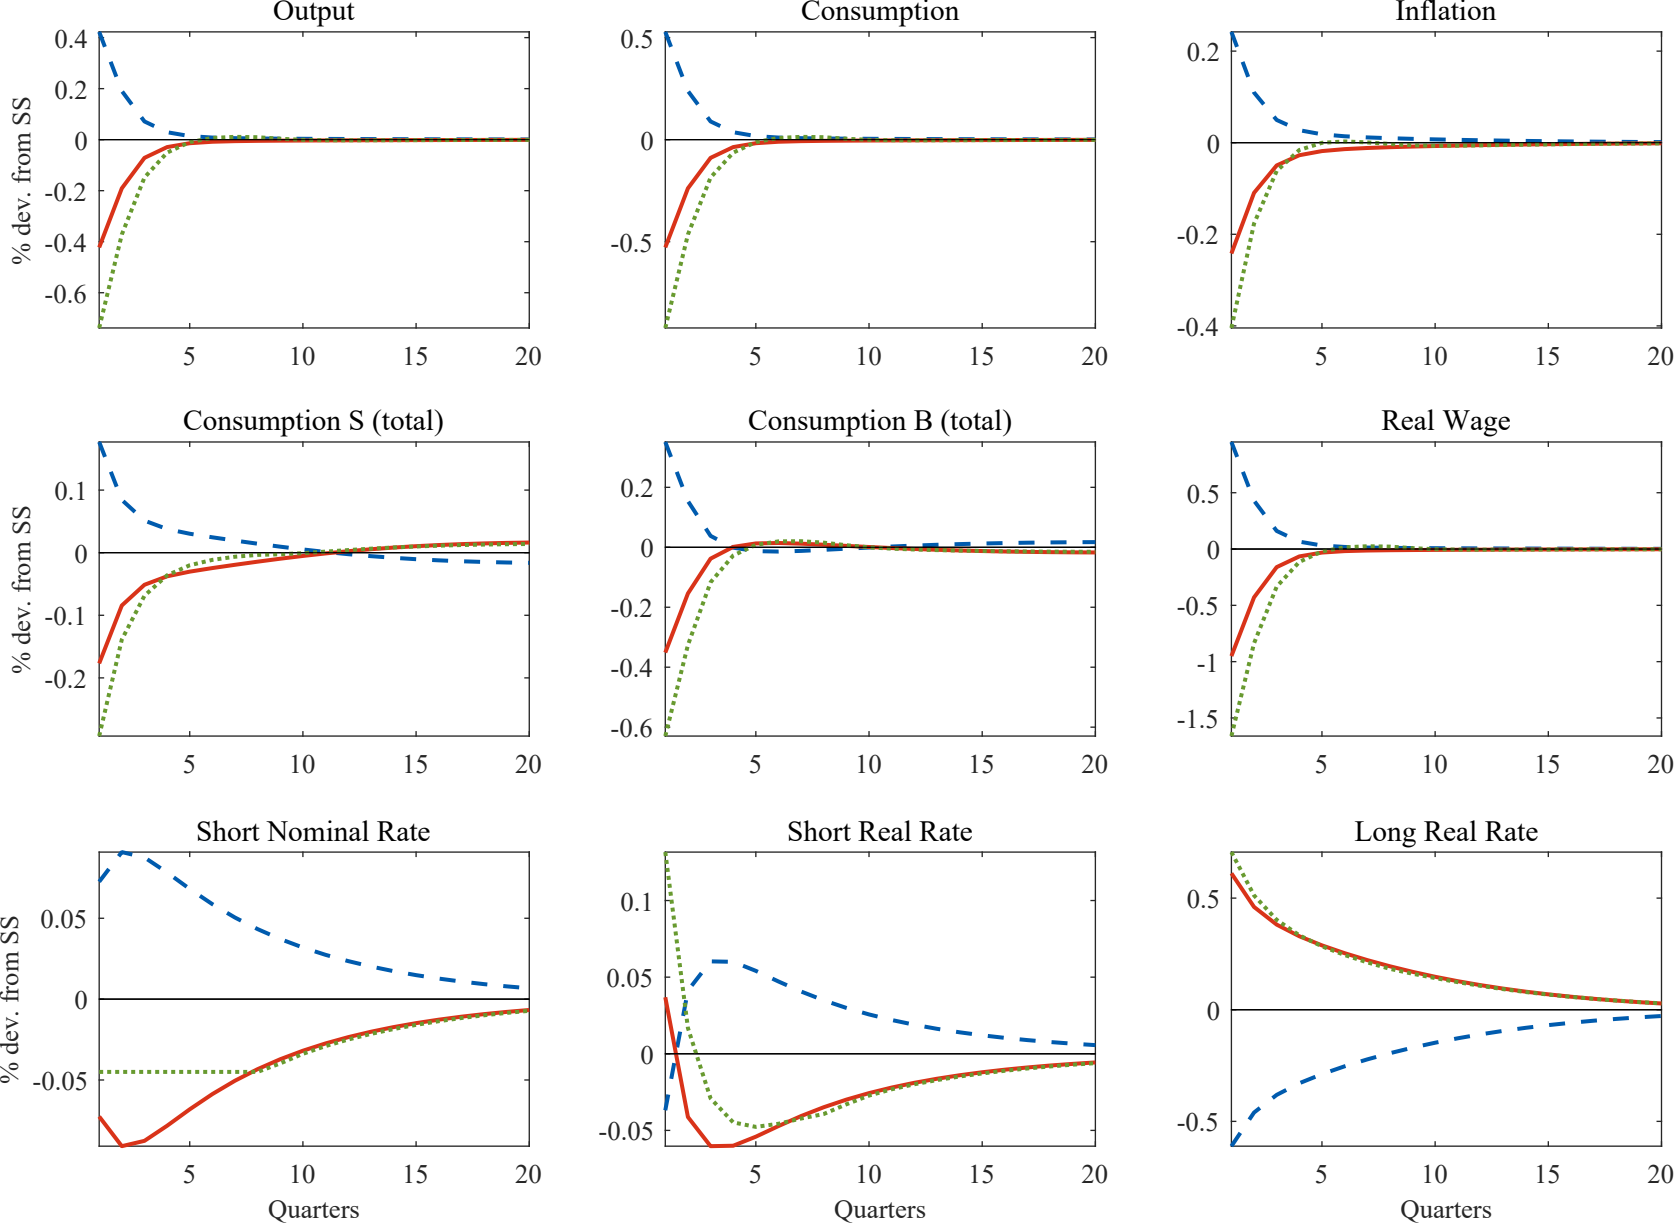 Output Consumption Inflation
% dev. from SS
0.4
0.2
0
-0.2
-0.4
-0.6
5 10 15 20
0.5
0
-0.5
5 10 15 20
0.2
0
-0.2
-0.4
5 10 15 20
Consumption S (total) Consumption B (total) Real Wage
% dev. from SS
0.1
0
-0.1
-0.2
5 10 15 20
0.2
0
-0.2
-0.4
-0.6
5 10 15 20
0.5
0
-0.5
-1
-1.5
5 10 15 20
Short Nominal Rate Short Real Rate Long Real Rate
% dev. from SS
0.05
0
-0.05
5 10 15 20
Quarters
0.1
0.05
0
-0.05
5 10 15 20
Quarters
0.5
0
-0.5
5 10 15 20
Quarters